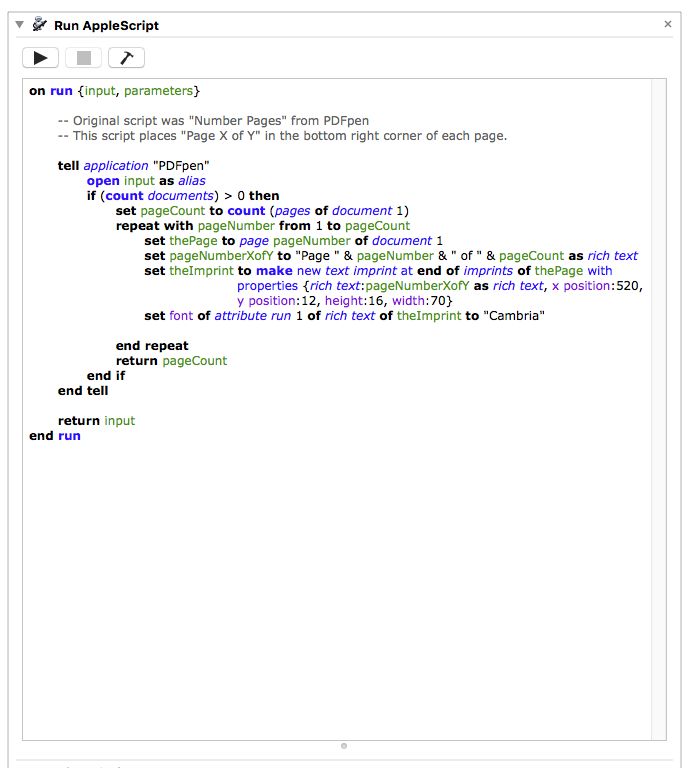 Run AppleScript
on run {input, parameters}
-- Original script was "Number Pages" from PDFpen
-- This script places "Page X of Y" in the bottom right corner of each page.
tell application "PDFpen"
open input as alias
if (count documents) > 0 then
set pageCount to count (pages of document 1)
repeat with pageNumber from 1 to pageCount
set thePage to page pageNumber of document 1
set pageNumberXofY to "Page " & pageNumber & " of " & pageCount as rich text
set theImprint to make new text imprint at end of imprints of thePage with
properties {rich text:pageNumberXofY as rich text, x position:520,
y position:12, height:16, width:70}
set font of attribute run 1 of rich text of theImprint to "Cambria"
end repeat
return pageCount
end if
end tell
return input
end run